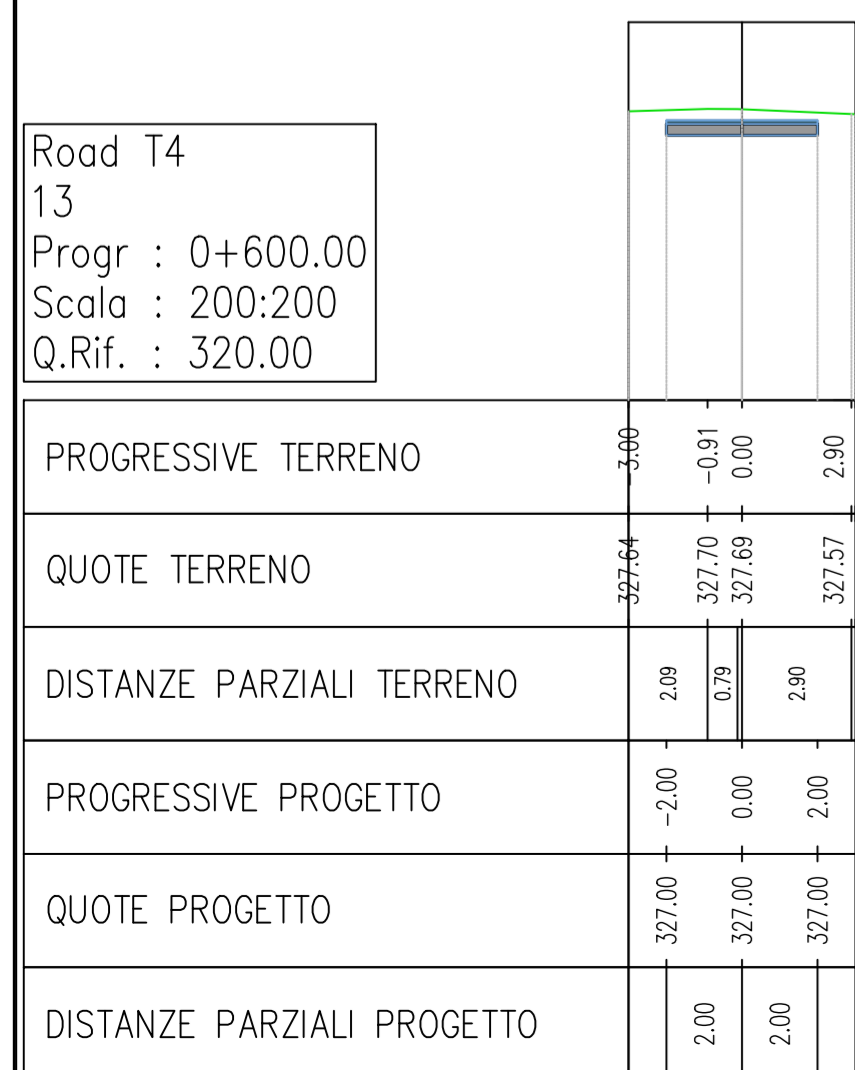 Road T4
13
Progr : 0+600.00
Scala : 200:200
Q.Rif. : 320.00
PROGRESSIVE TERRENO -3.00 -0.91 0.00 2.90
QUOTE TERRENO 327.64 327.70 327.69 327.57
DISTANZE PARZIALI TERRENO 2.09 0.79 2.90
PROGRESSIVE PROGETTO -2.00 0.00 2.00
QUOTE PROGETTO 327.00 327.00 327.00
DISTANZE PARZIALI PROGETTO 2.00 2.00